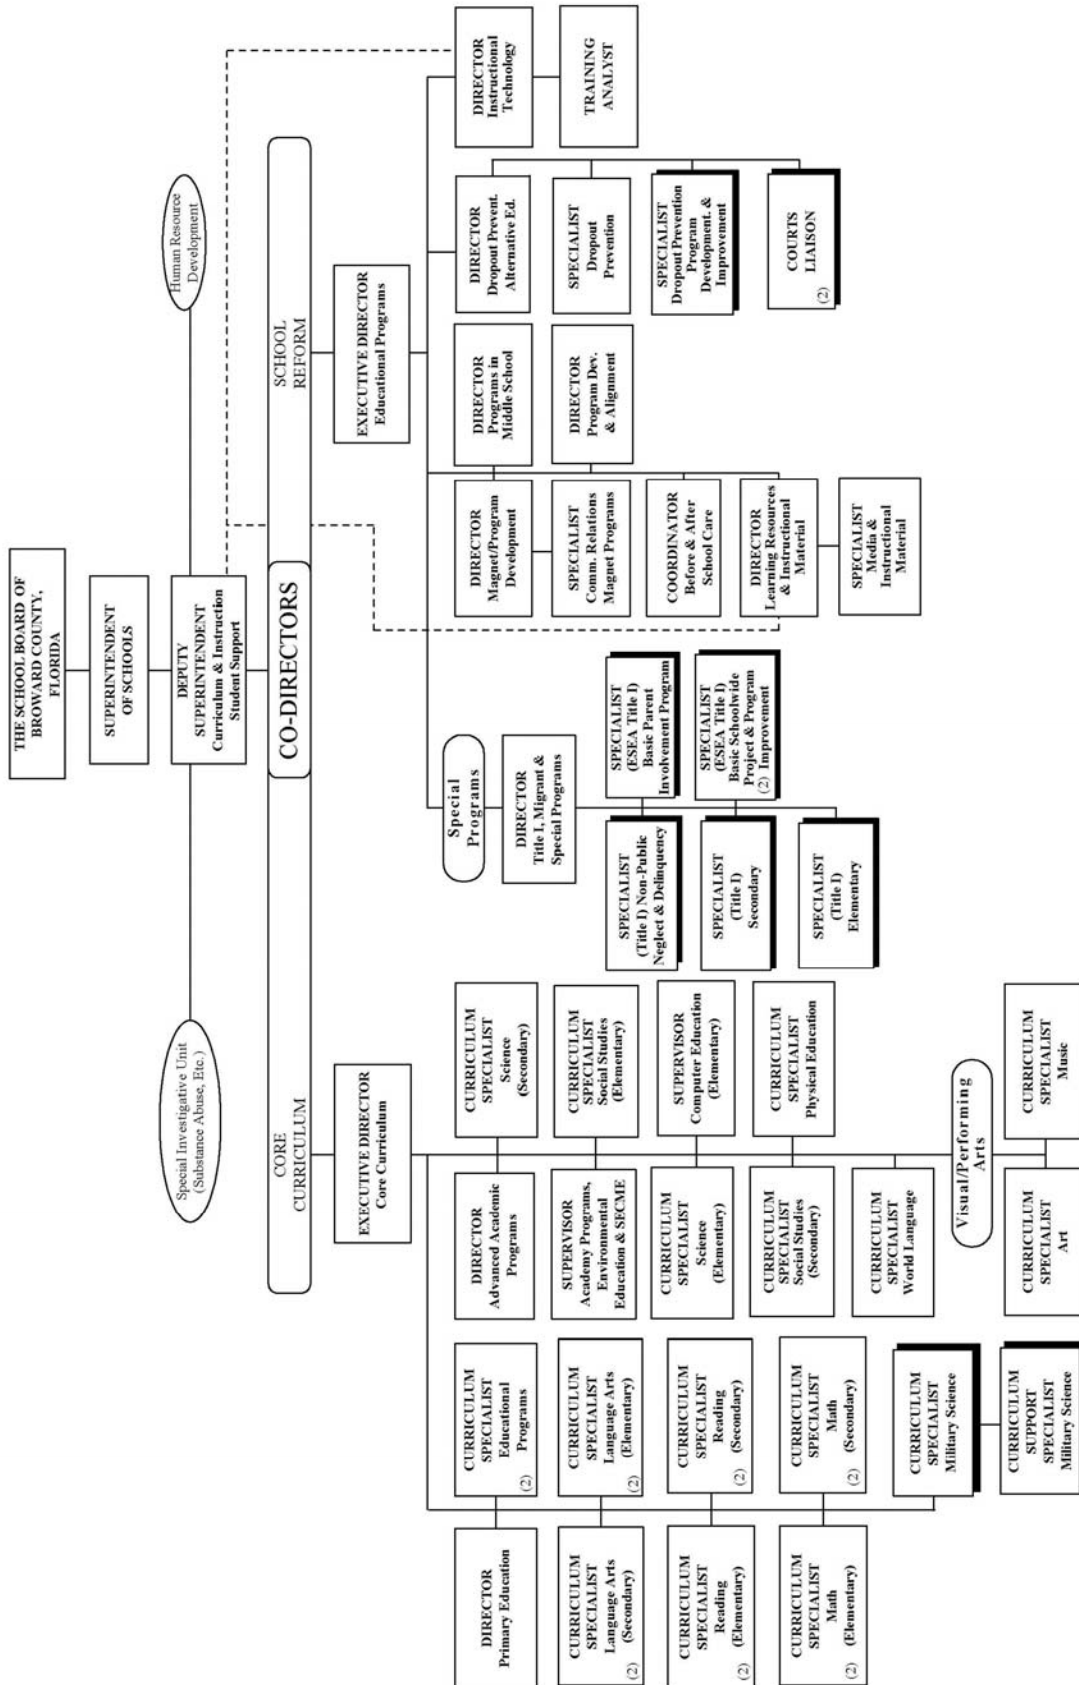 THE SCHOOL BOARD OF
BROWARD COUNTY,
FLORIDA
SUPERINTENDENT
OF SCHOOLS
Special Investigative Unit
(Substance Abuse, Etc.)
DEPUTY
SUPERINTENDENT
Curriculum & Instruction
Student Support
Human Resource
Development
CORE
CURRICULUM
CO-DIRECTORS
SCHOOL
REFORM
EXECUTIVE DIRECTOR
Core Curriculum
EXECUTIVE DIRECTOR
Educational Programs
DIRECTOR
Primary Education
CURRICULUM
SPECIALIST
Educational
Programs
(2)
CURRICULUM
SPECIALIST
Language Arts
(Secondary)
(2)
CURRICULUM
SPECIALIST
Language Arts
(Elementary)
(2)
CURRICULUM
SPECIALIST
Reading
(Elementary)
(2)
CURRICULUM
SPECIALIST
Reading
(Secondary)
(2)
CURRICULUM
SPECIALIST
Math
(Elementary)
(2)
CURRICULUM
SPECIALIST
Math
(Secondary)
(2)
CURRICULUM
SPECIALIST
Military Science
CURRICULUM
SUPPORT
SPECIALIST
Military Science
DIRECTOR
Advanced Academic
Programs
CURRICULUM
SPECIALIST
Science
(Secondary)
SUPERVISOR
Academy Programs,
Environmental
Education & SECME
CURRICULUM
SPECIALIST
Social Studies
(Elementary)
CURRICULUM
SPECIALIST
Science
(Elementary)
SUPERVISOR
Computer Education
(Elementary)
CURRICULUM
SPECIALIST
Social Studies
(Secondary)
CURRICULUM
SPECIALIST
Physical Education
CURRICULUM
SPECIALIST
World Language
Visual/Performing
Arts
CURRICULUM
SPECIALIST
Art
CURRICULUM
SPECIALIST
Music
Special
Programs
DIRECTOR
Title I, Migrant &
Special Programs
SPECIALIST
(Title I) Non-Public
Neglect & Delinquency
SPECIALIST
(ESEA Title I)
Basic Parent
Involvement Program
SPECIALIST
(Title I)
Secondary
SPECIALIST
(ESEA Title I)
Basic Schoolwide
Project & Program
(2) Improvement
SPECIALIST
(Title I)
Elementary
DIRECTOR
Magnet/Program
Development
DIRECTOR
Programs in
Middle School
SPECIALIST
Comm. Relations
Magnet Programs
DIRECTOR
Program Dev.
& Alignment
COORDINATOR
Before & After
School Care
DIRECTOR
Learning Resources
& Instructional
Material
SPECIALIST
Media &
Instructional
Material
DIRECTOR
Dropout Prevent.
Alternative Ed.
SPECIALIST
Dropout
Prevention
SPECIALIST
Dropout Prevention
Program
Development. &
Improvement
COURTS
LIAISON
(2)
DIRECTOR
Instructional
Technology
TRAINING
ANALYST